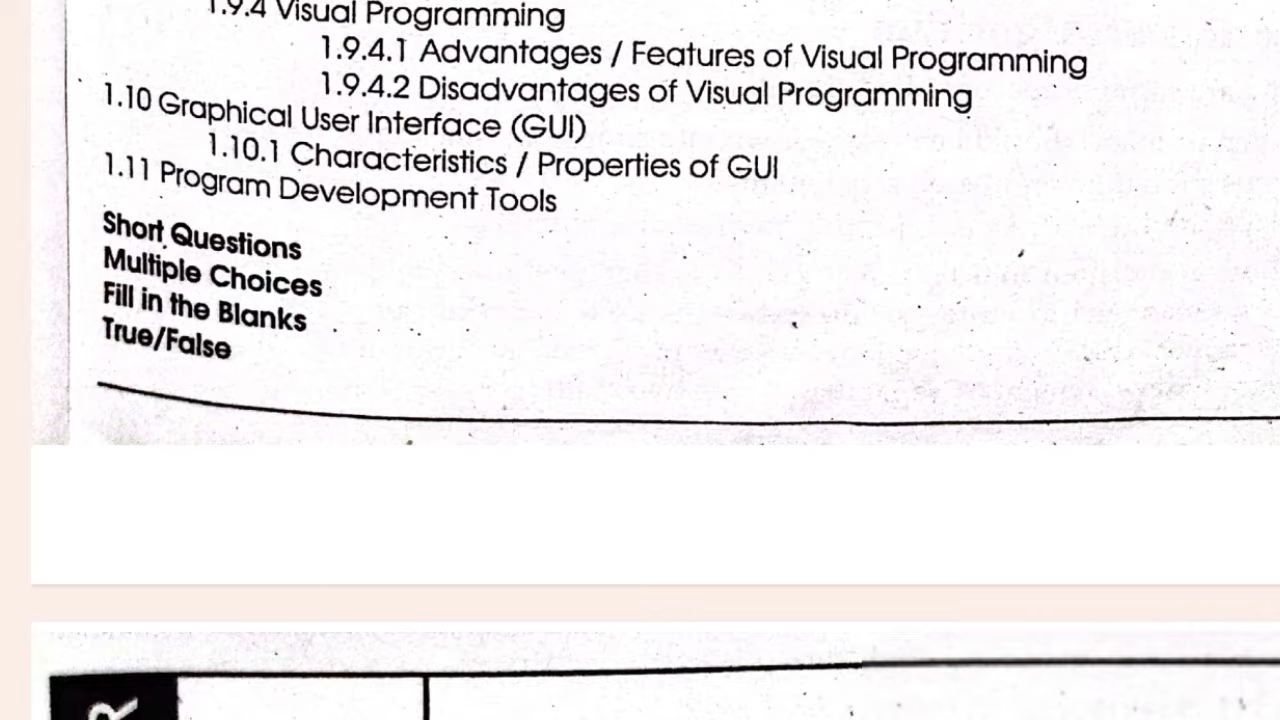 1.9.4 Visual Programming
1.9.4.1 Advantages / Features of Visual Programming
1.9.4.2 Disadvantages of Visual Programming
1.10 Graphical User Interface (GUI)
1.10.1 Characteristics / Properties of GUI
1.11 Program Development Tools
Short Questions
Multiple Choices
Fill in the Blanks
True/False
R